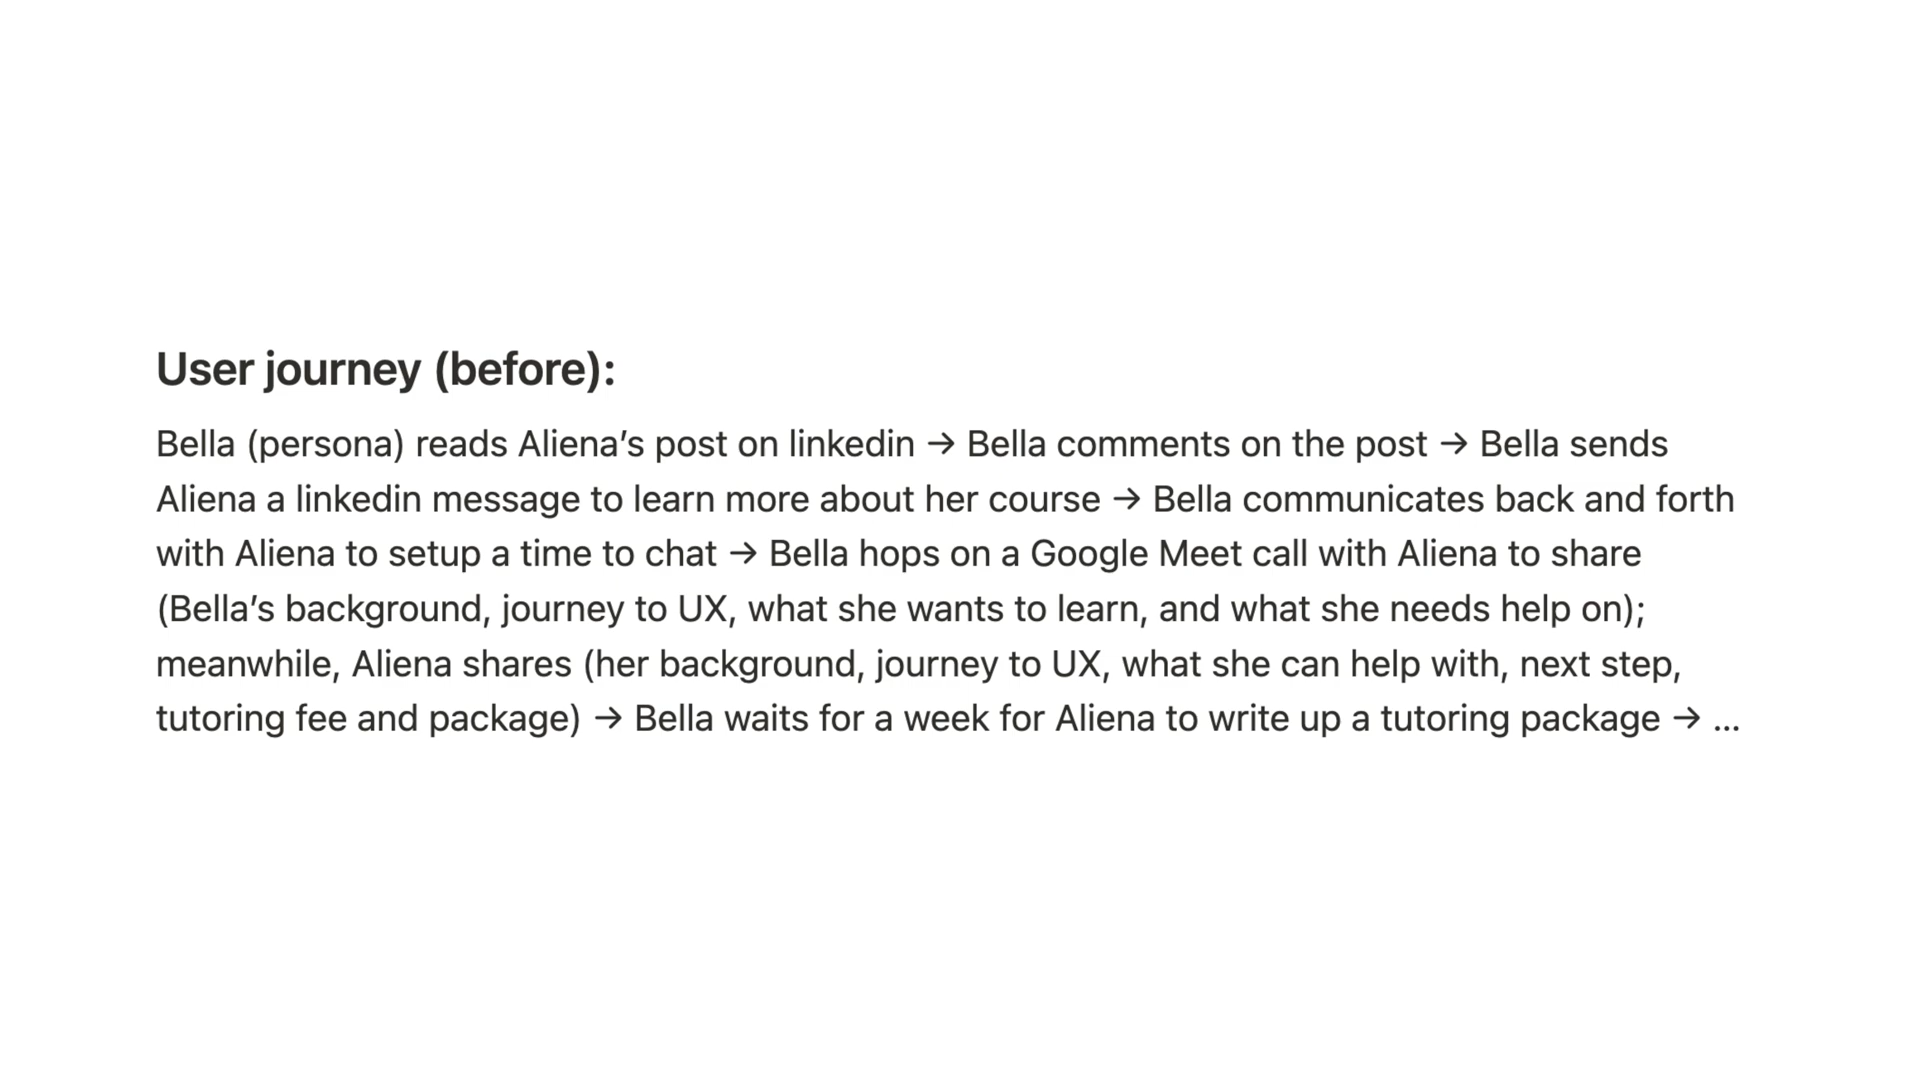 User journey (before):
Bella (persona) reads Aliena’s post on linkedin → Bella comments on the post → Bella sends
Aliena a linkedin message to learn more about her course → Bella communicates back and forth
with Aliena to setup a time to chat → Bella hops on a Google Meet call with Aliena to share
(Bella’s background, journey to UX, what she wants to learn, and what she needs help on);
meanwhile, Aliena shares (her background, journey to UX, what she can help with, next step,
tutoring fee and package) → Bella waits for a week for Aliena to write up a tutoring package → ...